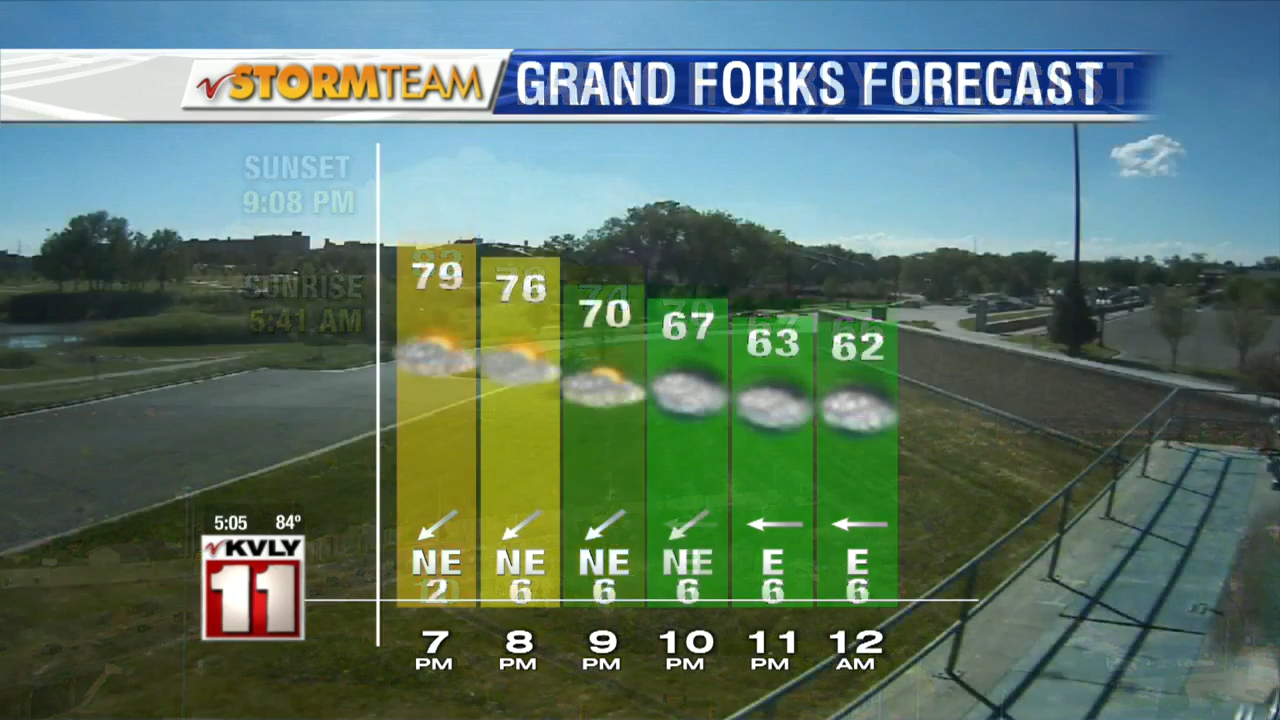 STORMTEAM GRAND FORKS FORECAST
SUNSET
9:08 PM
SUNRISE
5:41 AM
79 76 70 67 63 62
5:05 84°
KVLY
11
NE NE NE NE E E
2 6 6 6 6 6
7 8 9 10 11 12
PM PM PM PM PM AM